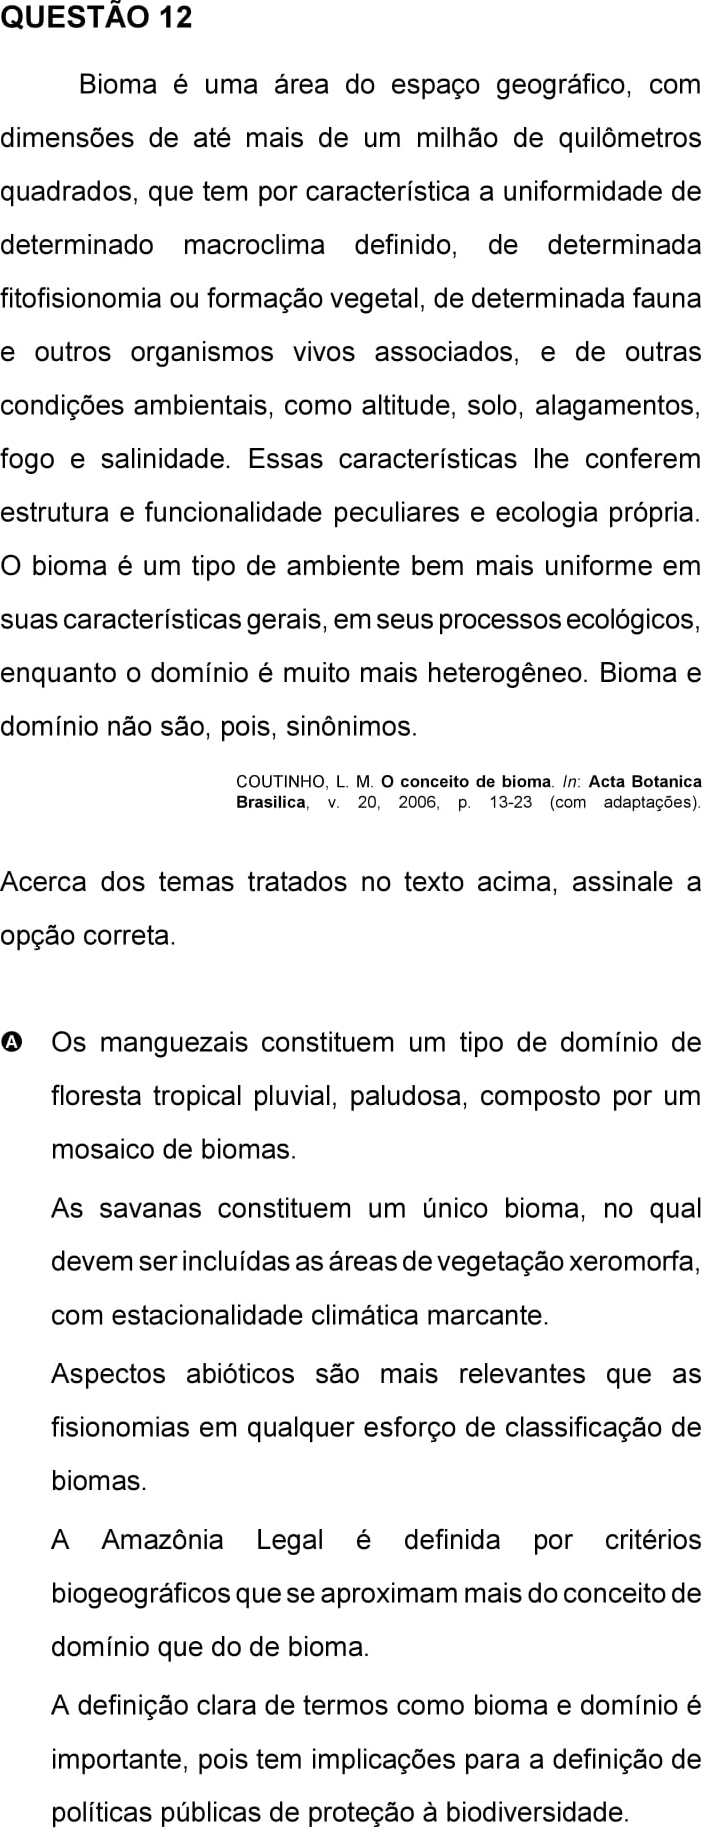 QUESTÃO 12
Bioma é uma área do espaço geográfico, com
dimensões de até mais de um milhão de quilômetros
quadrados, que tem por característica a uniformidade de
determinado macroclima definido, de determinada
fitofisionomia ou formação vegetal, de determinada fauna
e outros organismos vivos associados, e de outras
condições ambientais, como altitude, solo, alagamentos,
fogo e salinidade. Essas características lhe conferem
estrutura e funcionalidade peculiares e ecologia própria.
O bioma é um tipo de ambiente bem mais uniforme em
suas características gerais, em seus processos ecológicos,
enquanto o domínio é muito mais heterogêneo. Bioma e
domínio não são, pois, sinônimos.
COUTINHO, L. M. O conceito de bioma. In: Acta Botanica
Brasilica, v. 20, 2006, p. 13-23 (com adaptações).
Acerca dos temas tratados no texto acima, assinale a
opção correta.
A Os manguezais constituem um tipo de domínio de
floresta tropical pluvial, paludosa, composto por um
mosaico de biomas.
As savanas constituem um único bioma, no qual
devem ser incluídas as áreas de vegetação xeromorfa,
com estacionalidade climática marcante.
Aspectos abióticos são mais relevantes que as
fisionomias em qualquer esforço de classificação de
biomas.
A Amazônia Legal é definida por critérios
biogeográficos que se aproximam mais do conceito de
domínio que do de bioma.
A definição clara de termos como bioma e domínio é
importante, pois tem implicações para a definição de
políticas públicas de proteção à biodiversidade.